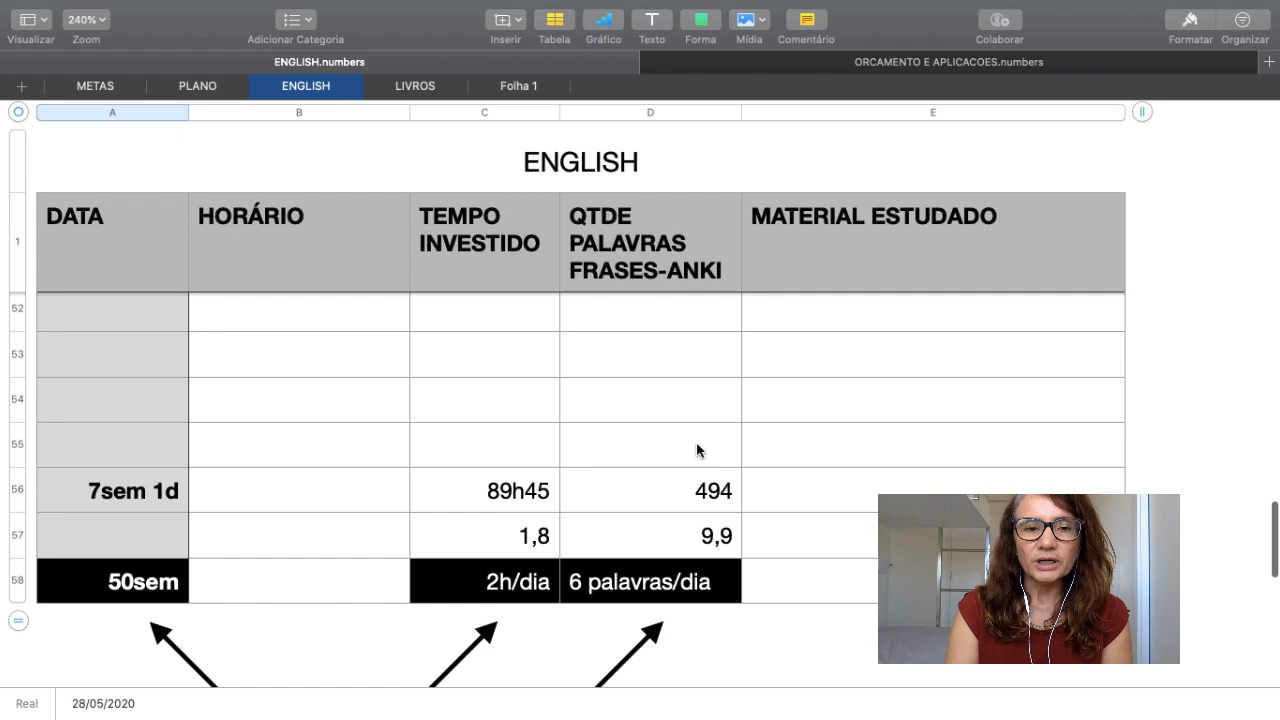 240%
Visualizar
Zoom
Adicionar Categoria
Inserir
Tabela
Gráfico
Texto
Forma
Mídia
Comentário
Colaborar
Formatar
Organizar
ENGLISH.numbers
ORCAMENTO E APLICACOES.numbers
METAS
PLANO
ENGLISH
LIVROS
Folha 1
A
B
C
D
E
ENGLISH
1
DATA
HORÁRIO
TEMPO
INVESTIDO
QTDE
PALAVRAS
FRASES-ANKI
MATERIAL ESTUDADO
52
53
54
55
56
7sem 1d
89h45
494
57
1,8
9,9
58
50sem
2h/dia
6 palavras/dia
Real
28/05/2020